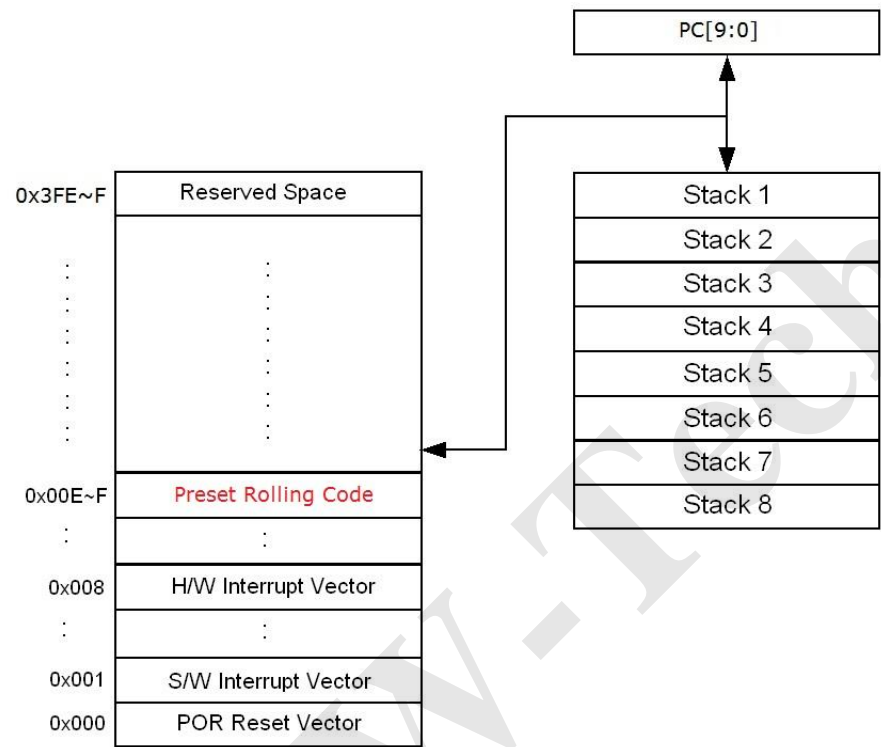 PC[9:0]
0x3FE~F Reserved Space
Stack 1
Stack 2
Stack 3
Stack 4
Stack 5
Stack 6
Stack 7
Stack 8
0x00E~F Preset Rolling Code
: :
0x008 H/W Interrupt Vector
: :
0x001 S/W Interrupt Vector
0x000 POR Reset Vector
W-Tech